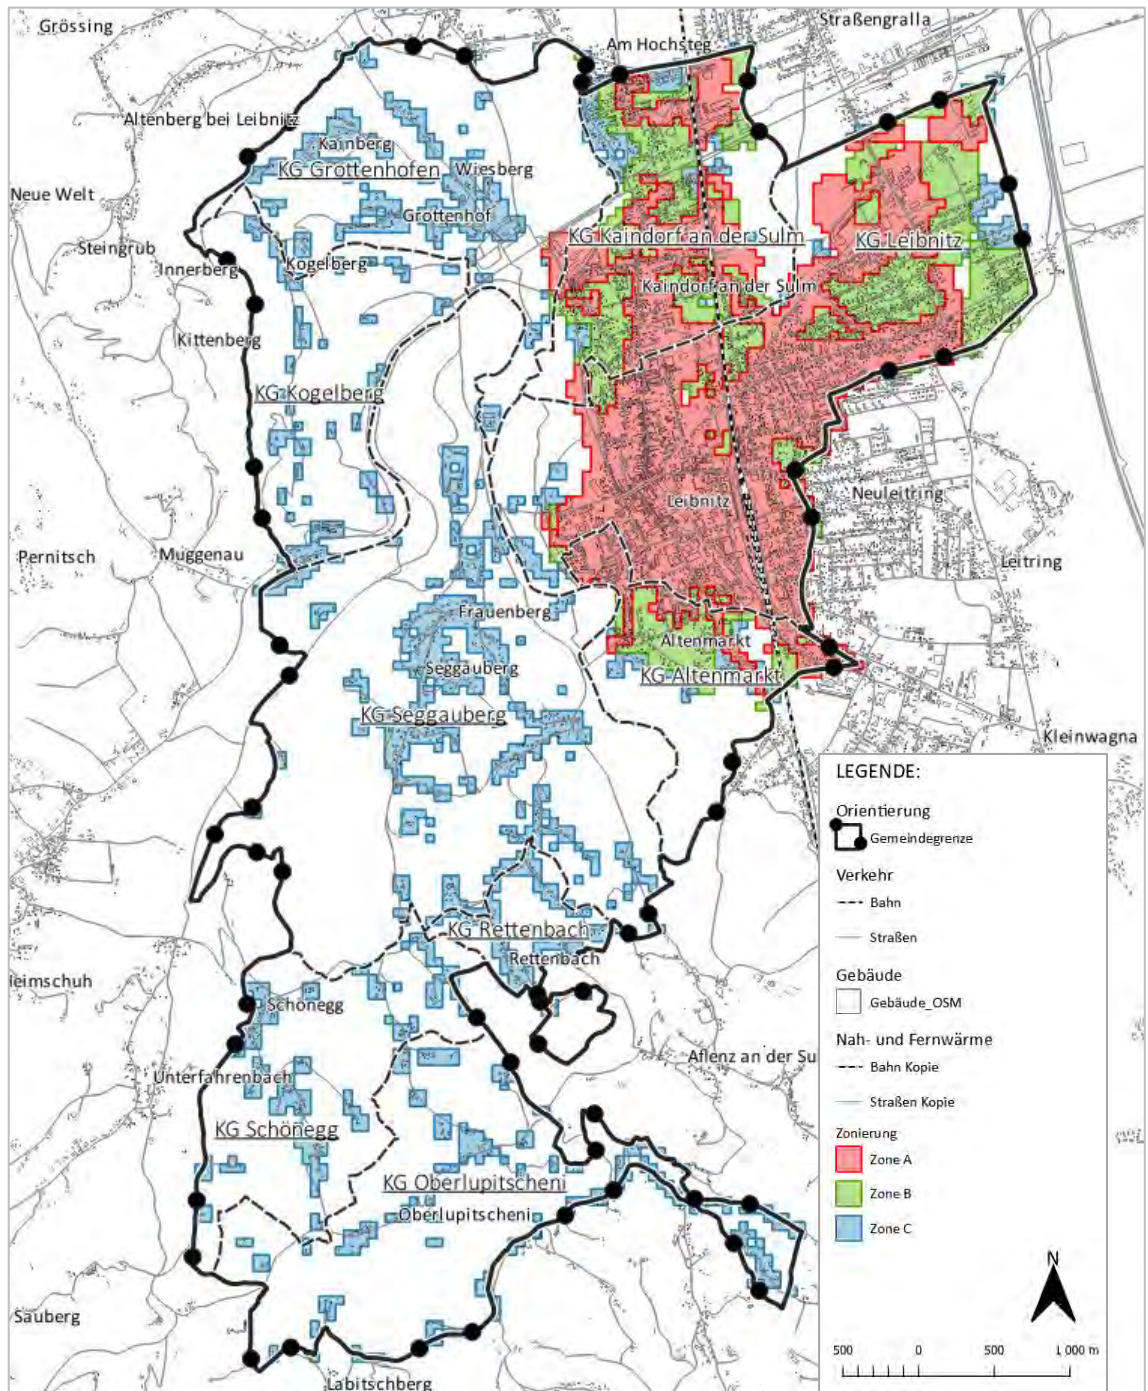 Grössing
Straßengralla
Am Hochsteg
Altenberg bei Leibnitz
Kainberg
KG Grottenhofen
Wiesberg
Neue Welt
Grottenhof
KG Kaindorf an der Sulm
KG Leibnitz
Steingrub
Innerberg
Kogelberg
Kaindorf an der Sulm
Kittenberg
KG Kogelberg
Leibnitz
Neuleitring
Pernitsch
Muggenau
Leitring
Frauenberg
Altenmarkt
Seggauberg
KG Altenmarkt
KG Seggauberg
Kleinwagna
KG Rettenbach
Rettenbach
leimschuh
Schönegg
Aflenz an der Su
Unterfahrenbach
KG Schönegg
KG Oberlupitscheni
Oberlupitscheni
Sauberg
Labitschberg
LEGENDE:
Orientierung
Gemeindegrenze
Verkehr
Bahn
Straßen
Gebäude
Gebäude_OSM
Nah- und Fernwärme
Bahn Kopie
Straßen Kopie
Zonierung
Zone A
Zone B
Zone C
N
500 0 500 1 000 m